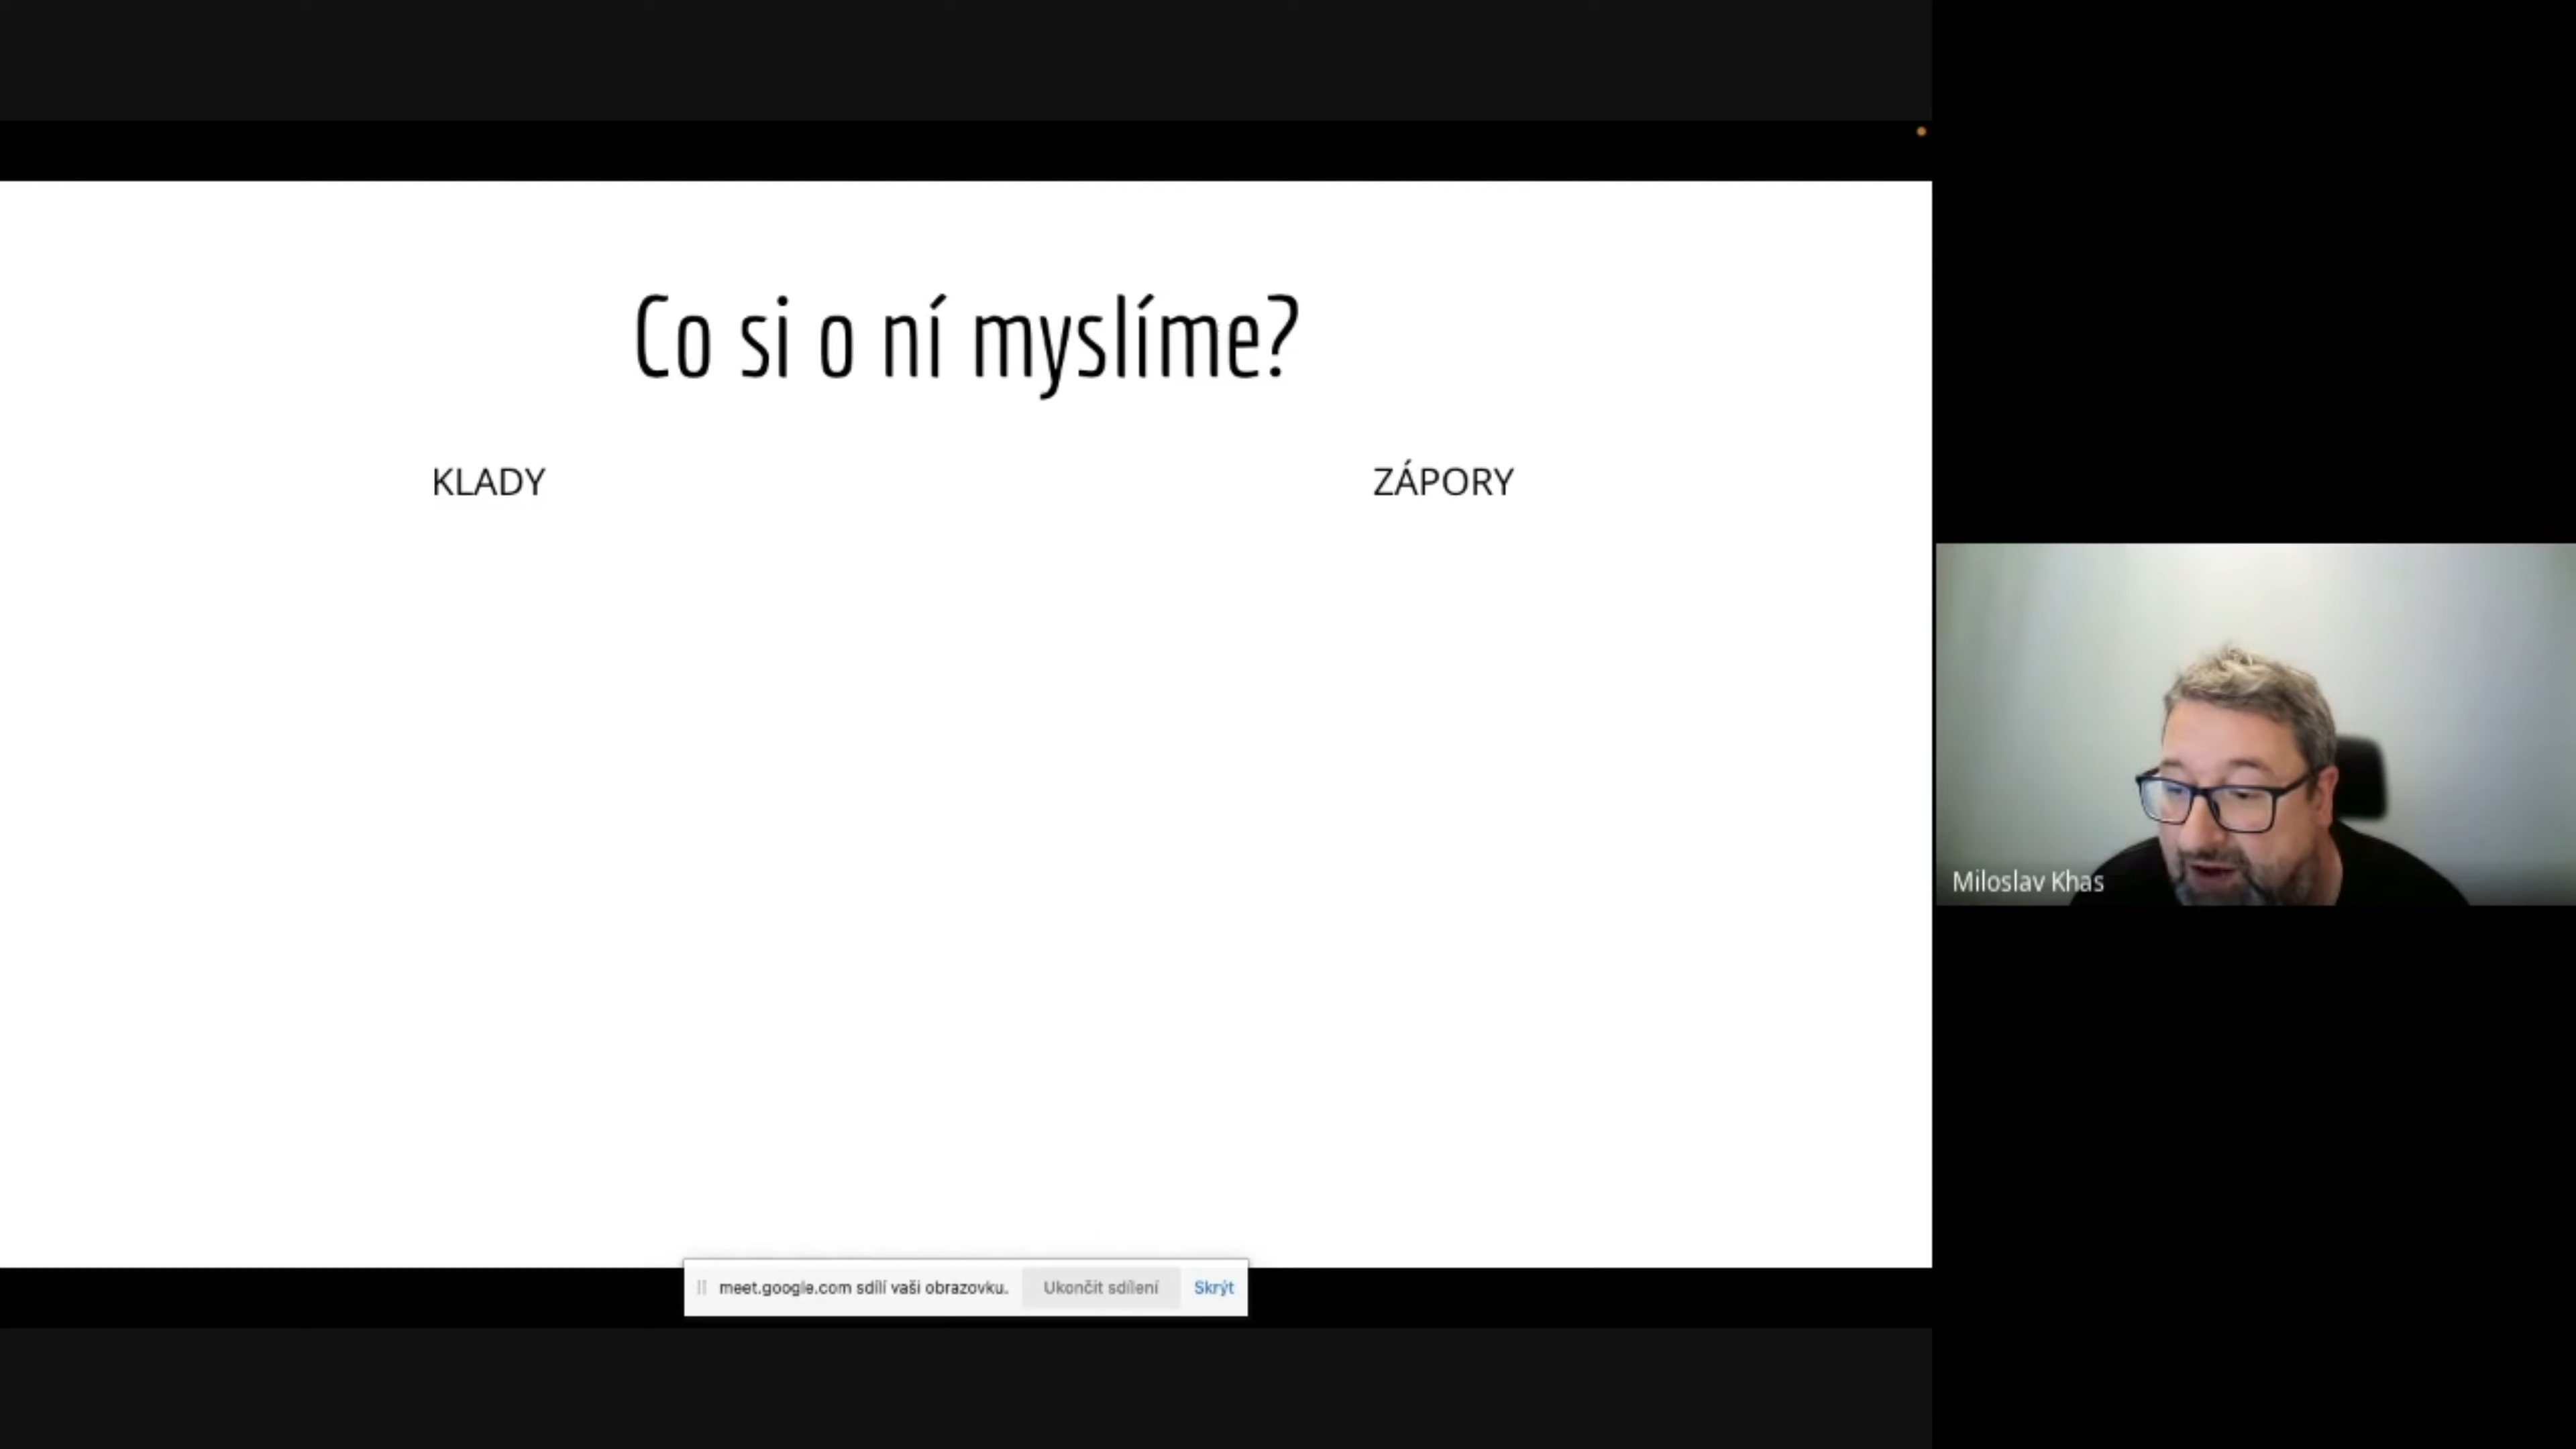 Co si o ní myslíme?
KLADY
ZÁPORY
Miloslav Khas
meet.google.com sdílí vaši obrazovku. Ukončit sdílení Skrýt